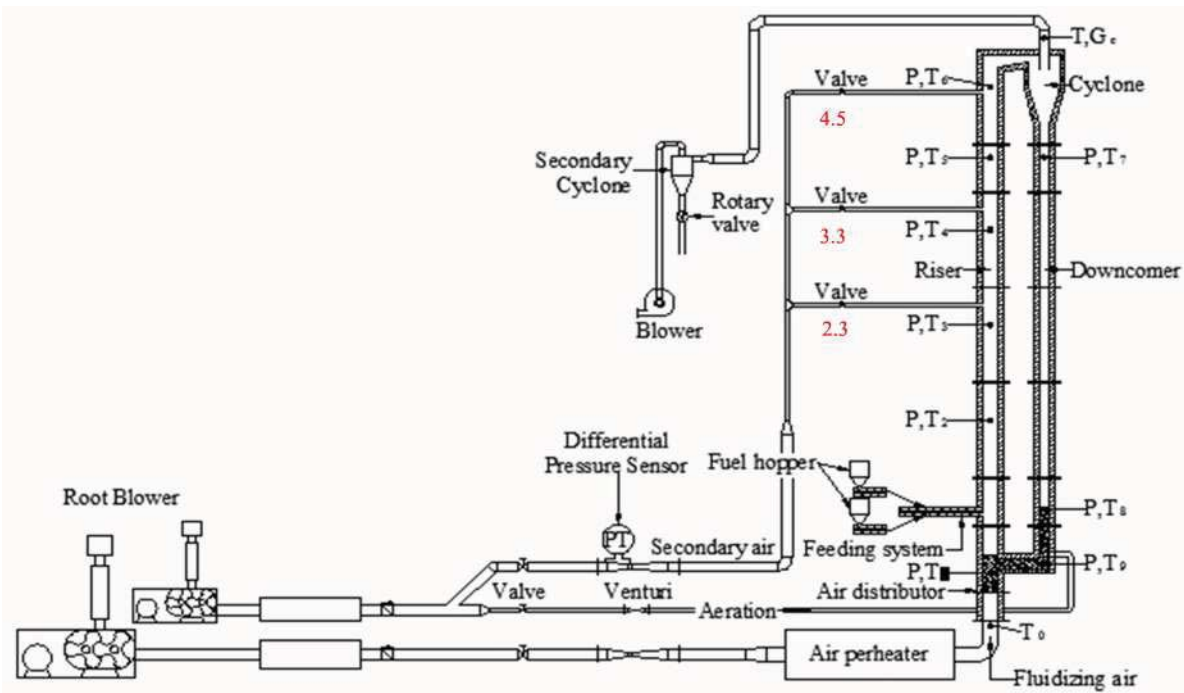 T,Gc
Valve
P,T6
Cyclone
4.5
Secondary
Cyclone
P,T5
P,T7
Valve
Rotary
valve
3.3
P,T4
Riser
Downcomer
Valve
Blower
2.3
P,T3
P,T2
Differential
Pressure Sensor
Fuel hopper
Root Blower
PT
Secondary air
Feeding system
P,T8
P,T
P,T9
Valve
Venturi
Air distributor
Aeration
T0
Air perheater
Fluidizing air